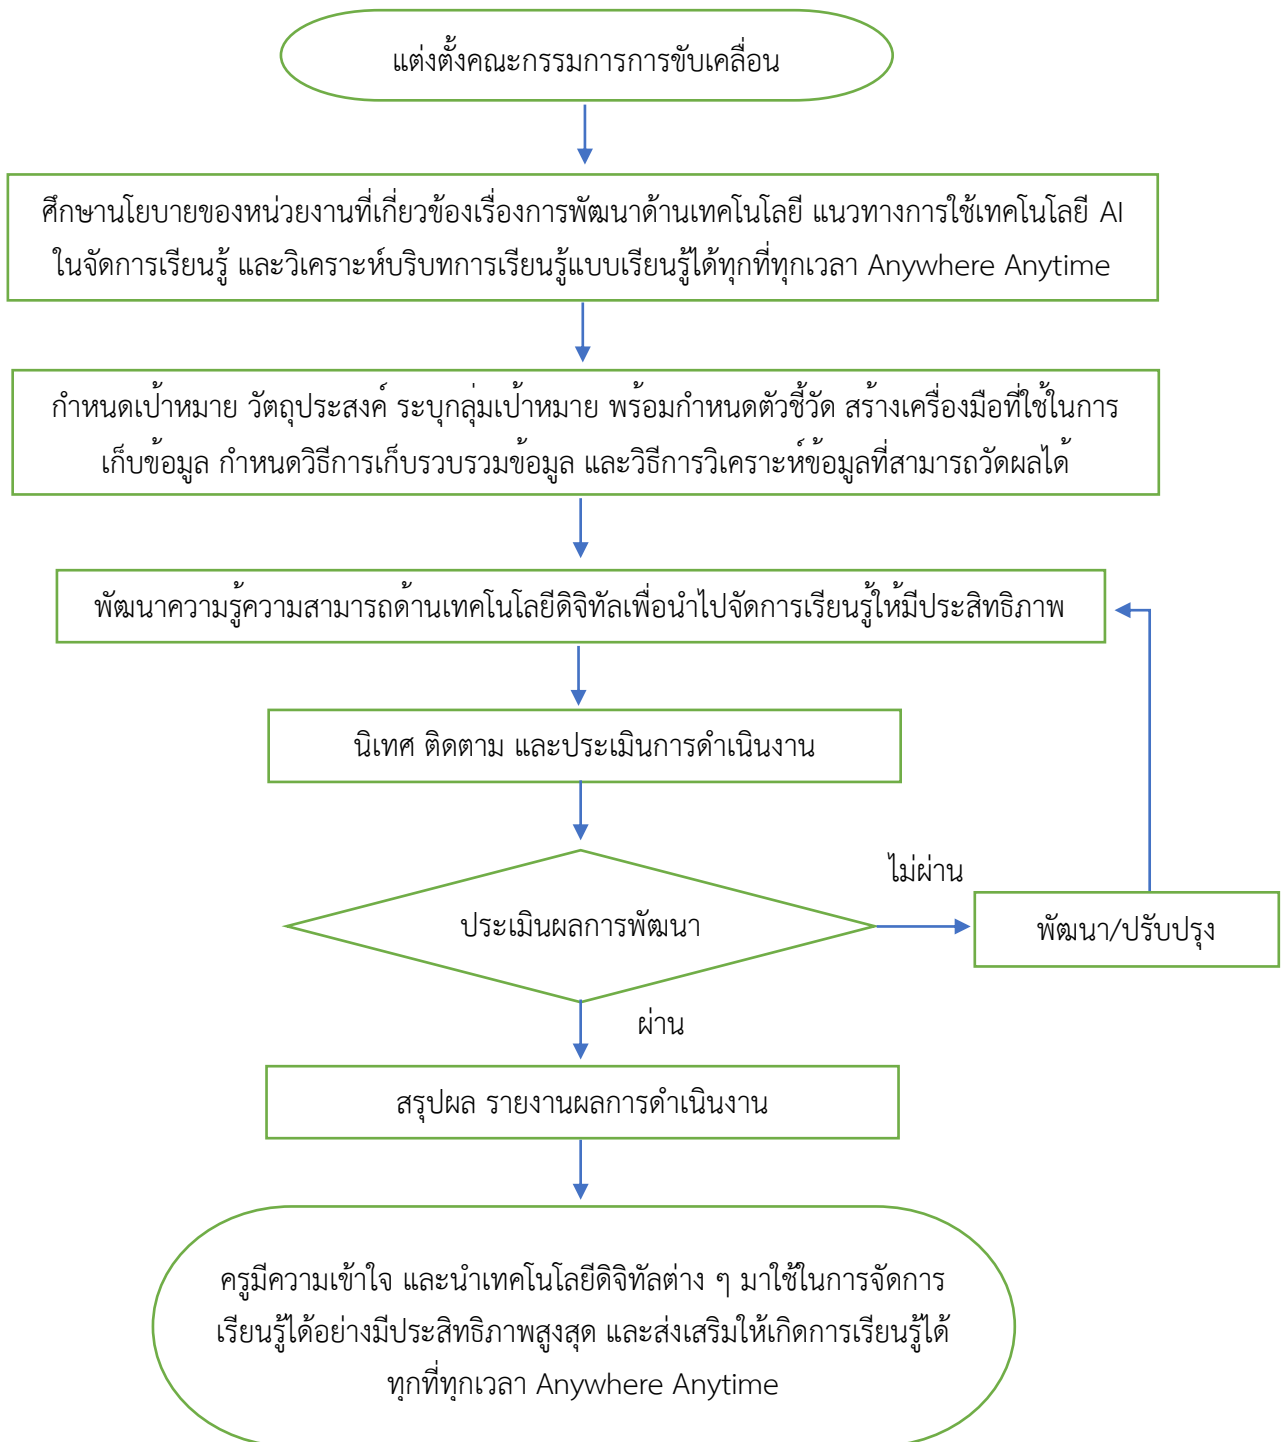 แต่งตั้งคณะกรรมการการขับเคลื่อน
ศึกษานโยบายของหน่วยงานที่เกี่ยวข้องเรื่องการพัฒนาด้านเทคโนโลยี แนวทางการใช้เทคโนโลยี AI
ในจัดการเรียนรู้ และวิเคราะห์บริบทการเรียนรู้แบบเรียนรู้ได้ทุกที่ทุกเวลา Anywhere Anytime
กำหนดเป้าหมาย วัตถุประสงค์ ระบุกลุ่มเป้าหมาย พร้อมกำหนดตัวชี้วัด สร้างเครื่องมือที่ใช้ในการ
เก็บข้อมูล กำหนดวิธีการเก็บรวบรวมข้อมูล และวิธีการวิเคราะห์ข้อมูลที่สามารถวัดผลได้
พัฒนาความรู้ความสามารถด้านเทคโนโลยีดิจิทัลเพื่อนำไปจัดการเรียนรู้ให้มีประสิทธิภาพ
นิเทศ ติดตาม และประเมินการดำเนินงาน
ไม่ผ่าน
ประเมินผลการพัฒนา
พัฒนา/ปรับปรุง
ผ่าน
สรุปผล รายงานผลการดำเนินงาน
ครูมีความเข้าใจ และนำเทคโนโลยีดิจิทัลต่าง ๆ มาใช้ในการจัดการ
เรียนรู้ได้อย่างมีประสิทธิภาพสูงสุด และส่งเสริมให้เกิดการเรียนรู้ได้
ทุกที่ทุกเวลา Anywhere Anytime